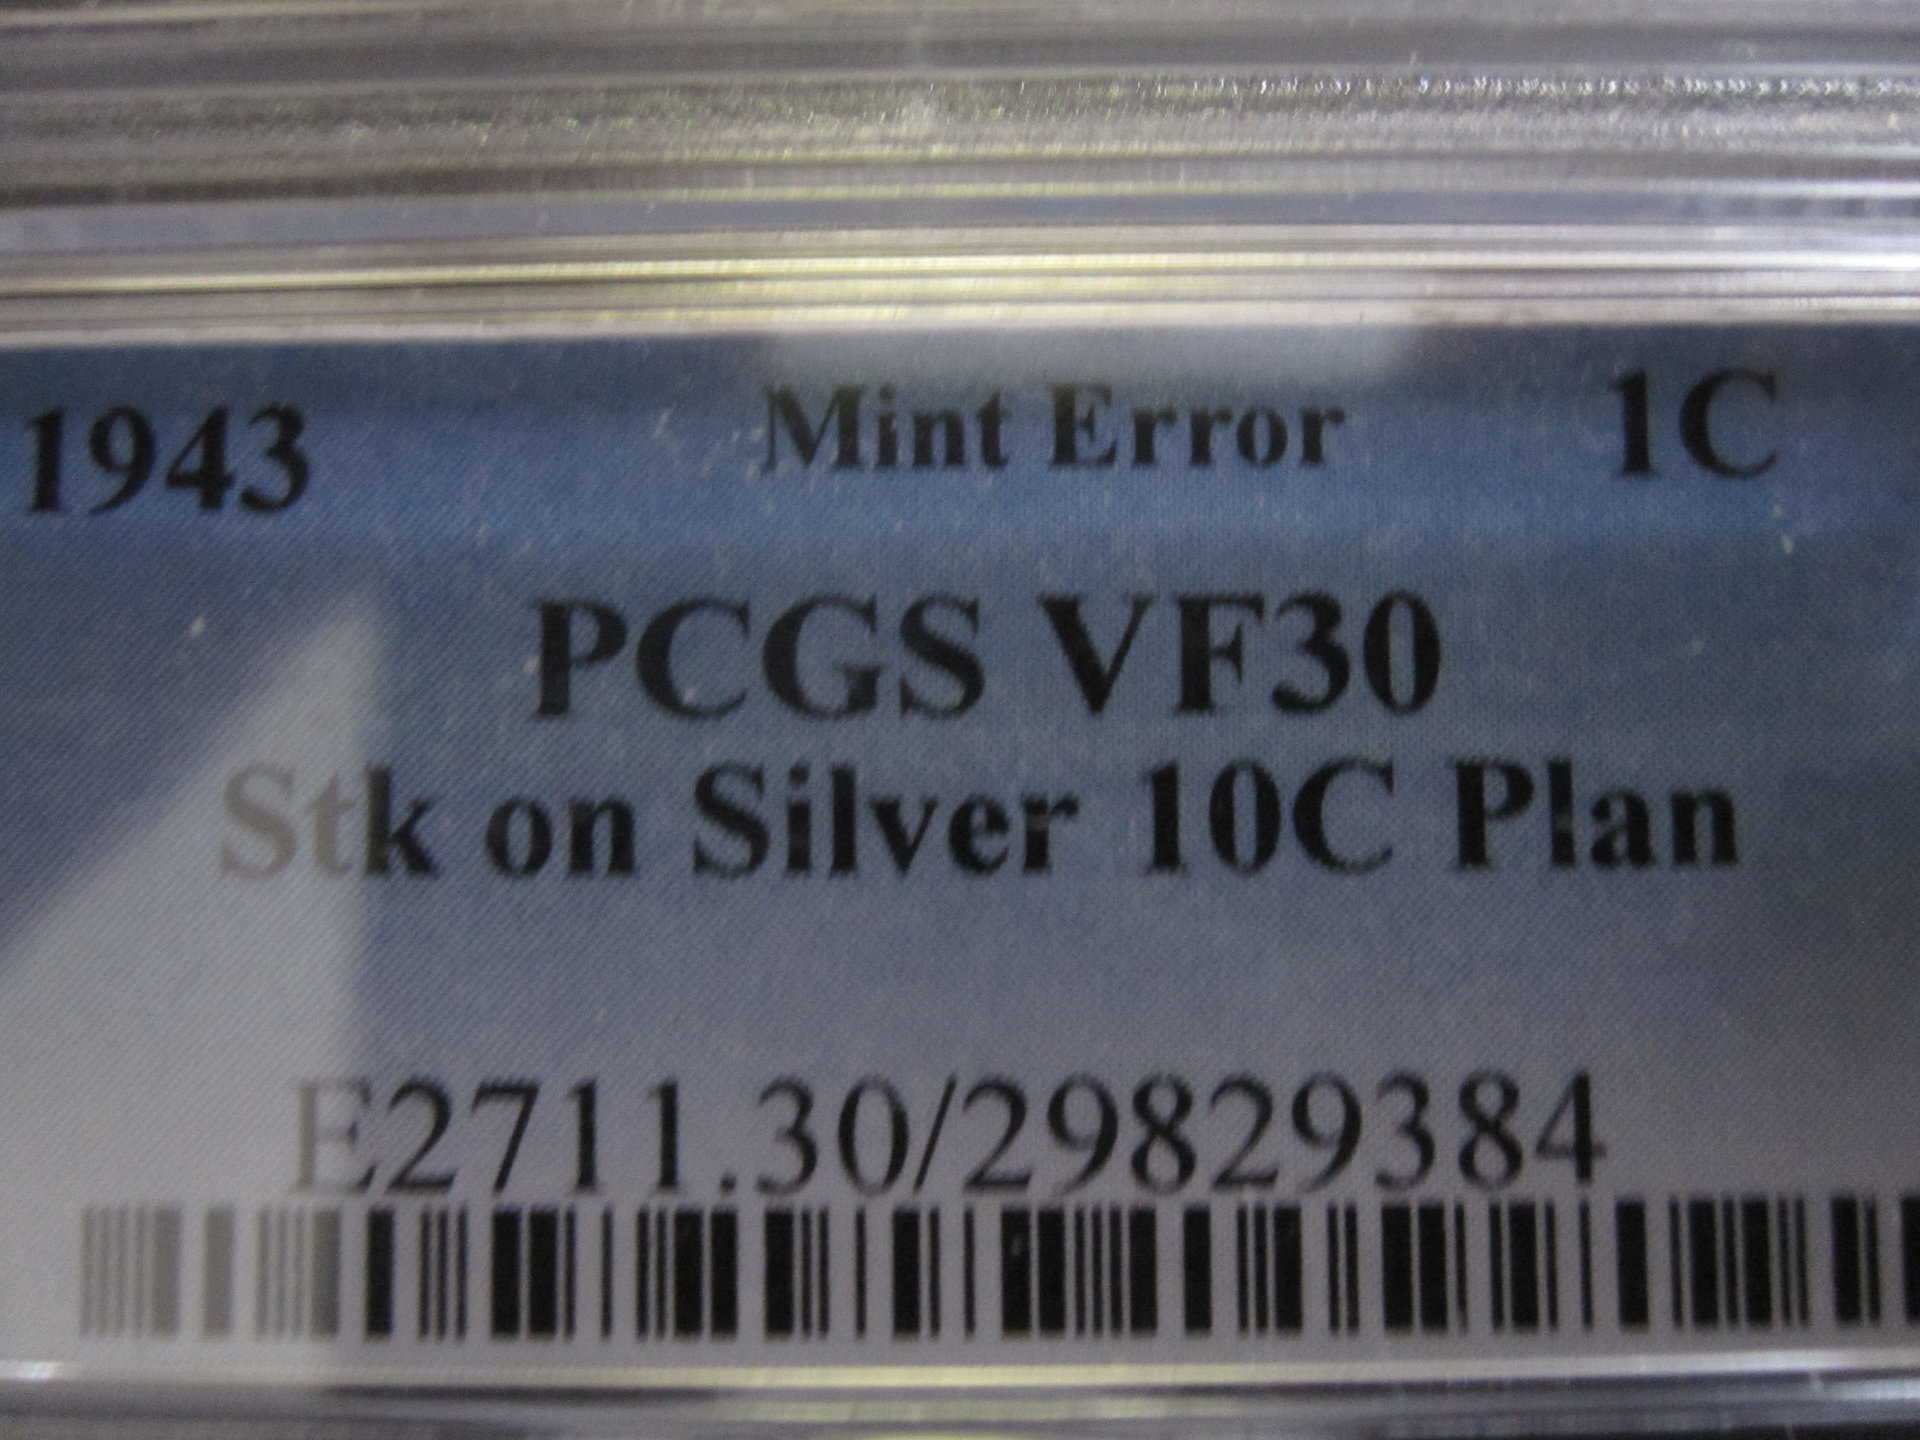 1943 Mint Error 1C
PCGS VF30
Stk on Silver 10C Plan
E2711.30/29829384